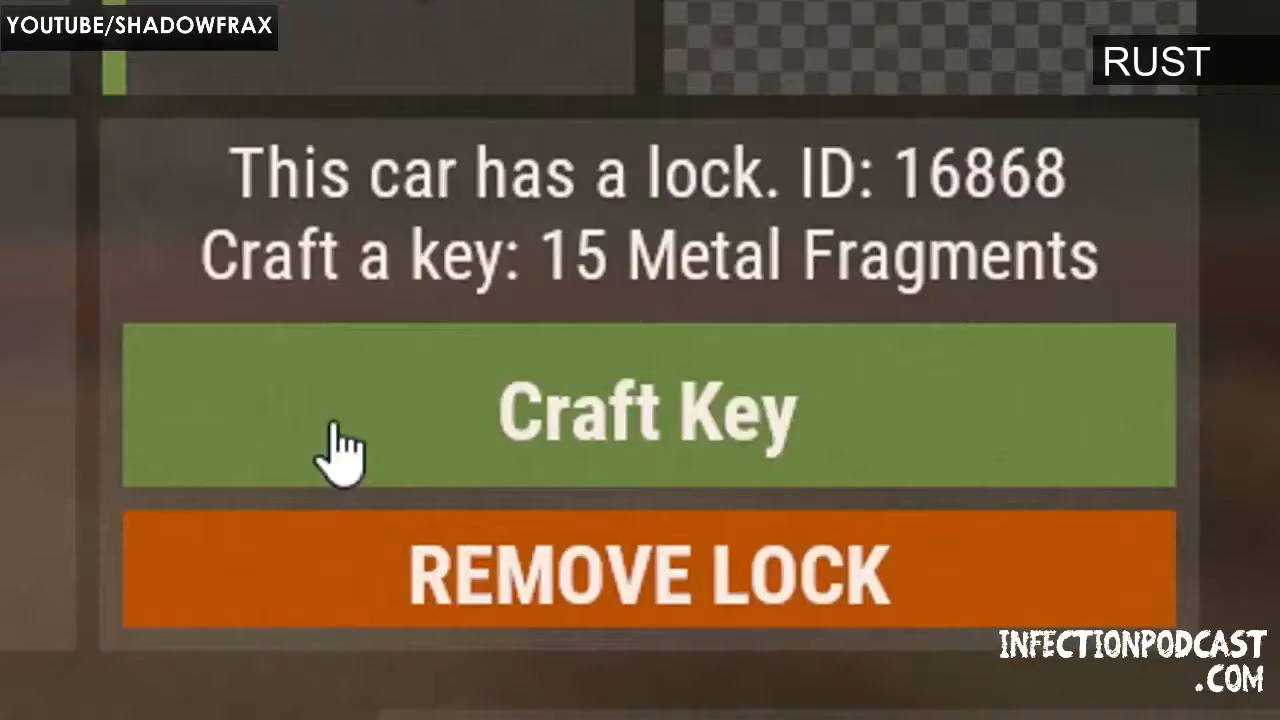 YOUTUBE/SHADOWFRAX
RUST
This car has a lock. ID: 16868
Craft a key: 15 Metal Fragments
Craft Key
REMOVE LOCK
INFECTIONPODCAST
.COM